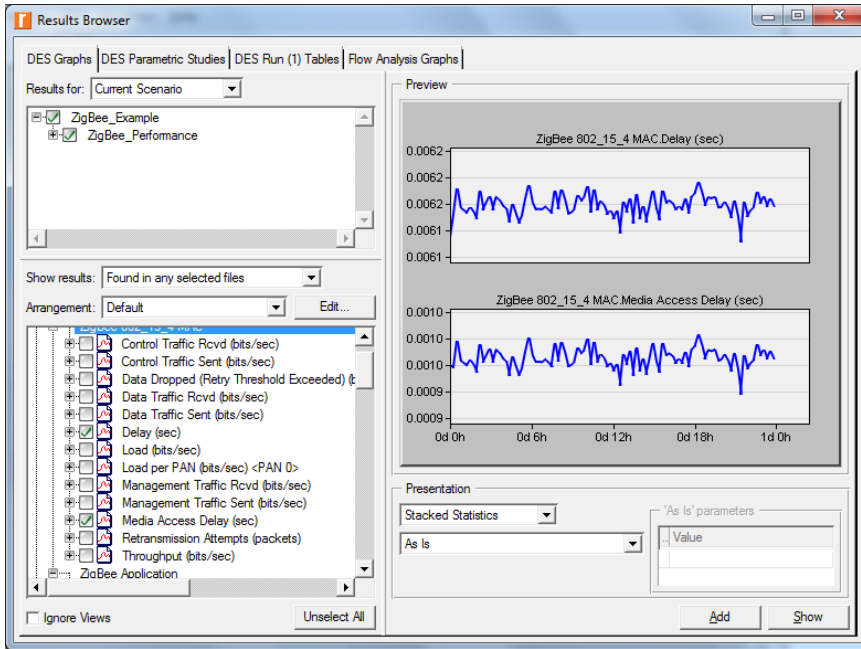 Results Browser
DES Graphs DES Parametric Studies DES Run (1) Tables Flow Analysis Graphs
Results for: Current Scenario
ZigBee_Example
ZigBee_Performance
Show results: Found in any selected files
Arrangement: Default Edit...
ZigBee 802_15_4 MAC
Control Traffic Rcvd (bits/sec)
Control Traffic Sent (bits/sec)
Data Dropped (Retry Threshold Exceeded) (b
Data Traffic Rcvd (bits/sec)
Data Traffic Sent (bits/sec)
Delay (sec)
Load (bits/sec)
Load per PAN (bits/sec) <PAN 0>
Management Traffic Rcvd (bits/sec)
Management Traffic Sent (bits/sec)
Media Access Delay (sec)
Retransmission Attempts (packets)
Throughput (bits/sec)
ZigBee Application
Ignore Views Unselect All
Preview
ZigBee 802_15_4 MAC.Delay (sec)
0.0062
0.0062
0.0062
0.0061
0.0061
ZigBee 802_15_4 MAC.Media Access Delay (sec)
0.0010
0.0010
0.0010
0.0009
0.0009
0d 0h 0d 6h 0d 12h 0d 18h 1d 0h
Presentation
Stacked Statistics
As Is
'As Is' parameters
... Value
Add Show